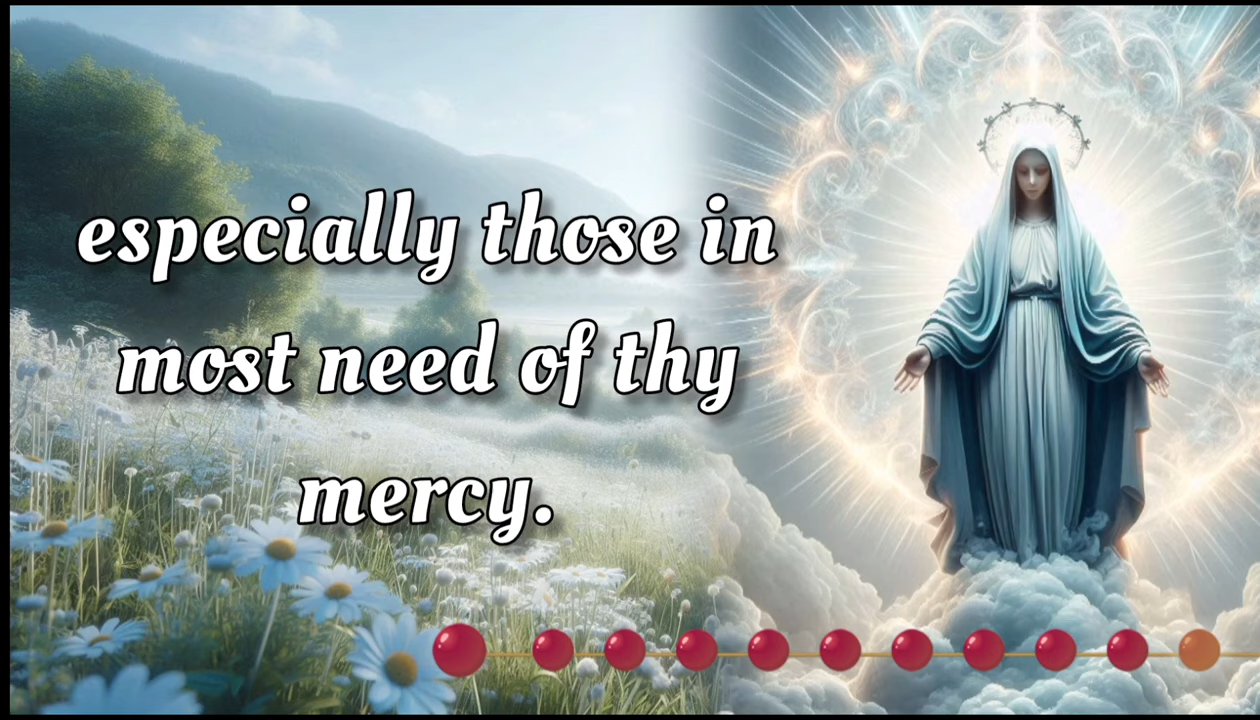 especially those in
most need of thy
mercy.